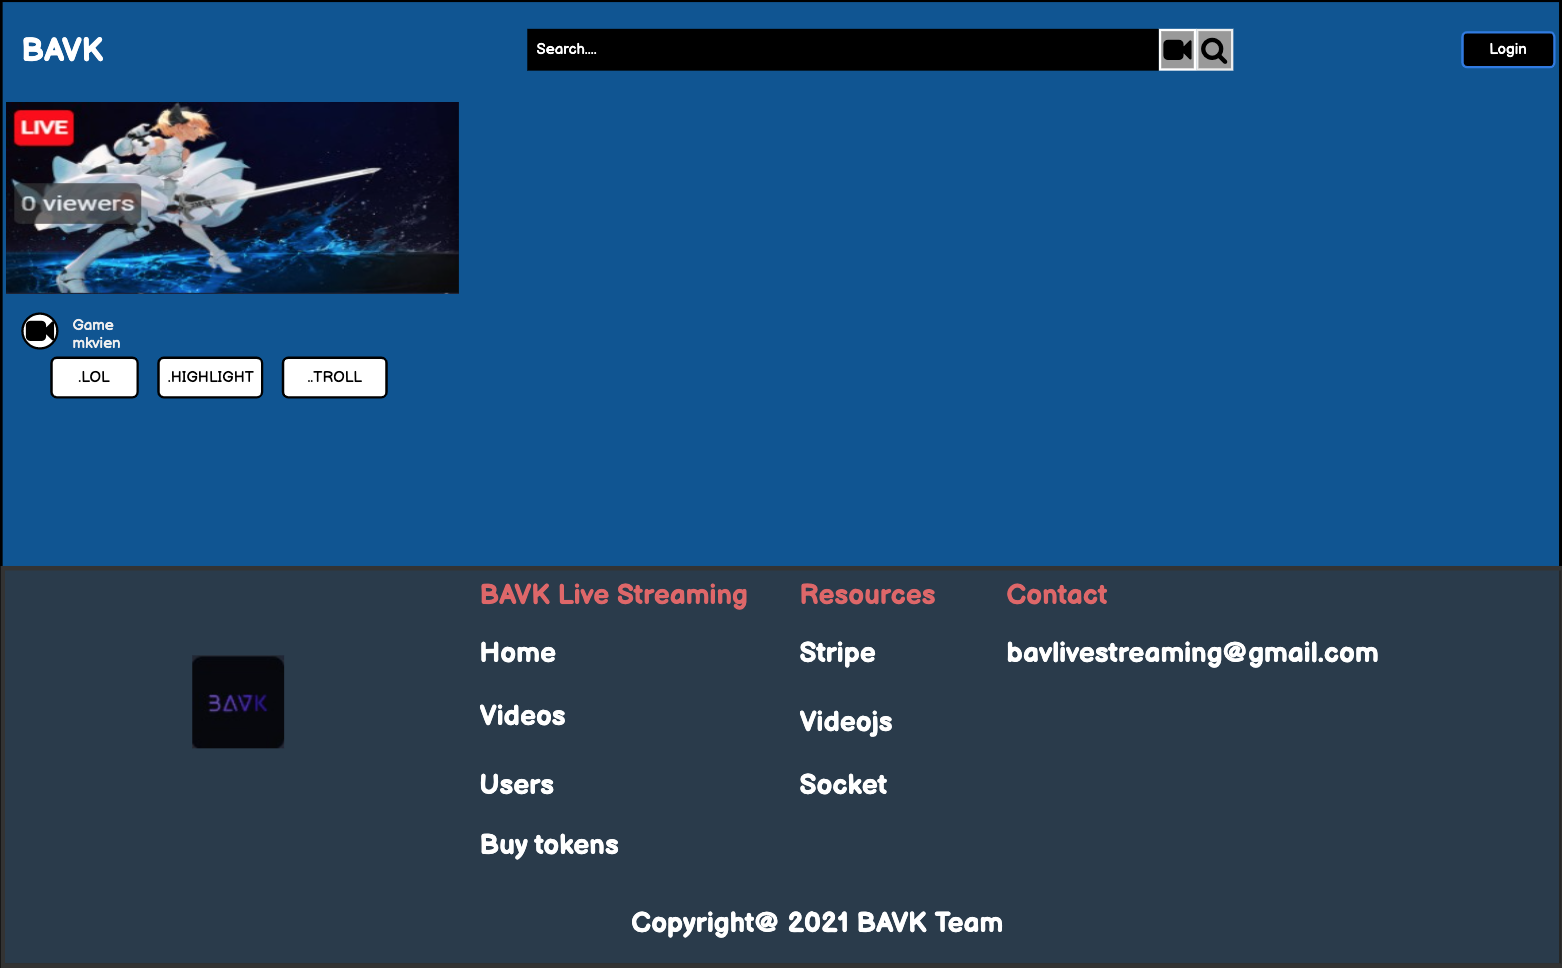 BAVK
Search....
Login
LIVE
0 viewers
Game
mkvien
.LOL
.HIGHLIGHT
..TROLL
BAVK Live Streaming
Resources
Contact
Home
Stripe
bavlivestreaming@gmail.com
Videos
Videojs
Users
Socket
Buy tokens
BAVK
Copyright@ 2021 BAVK Team